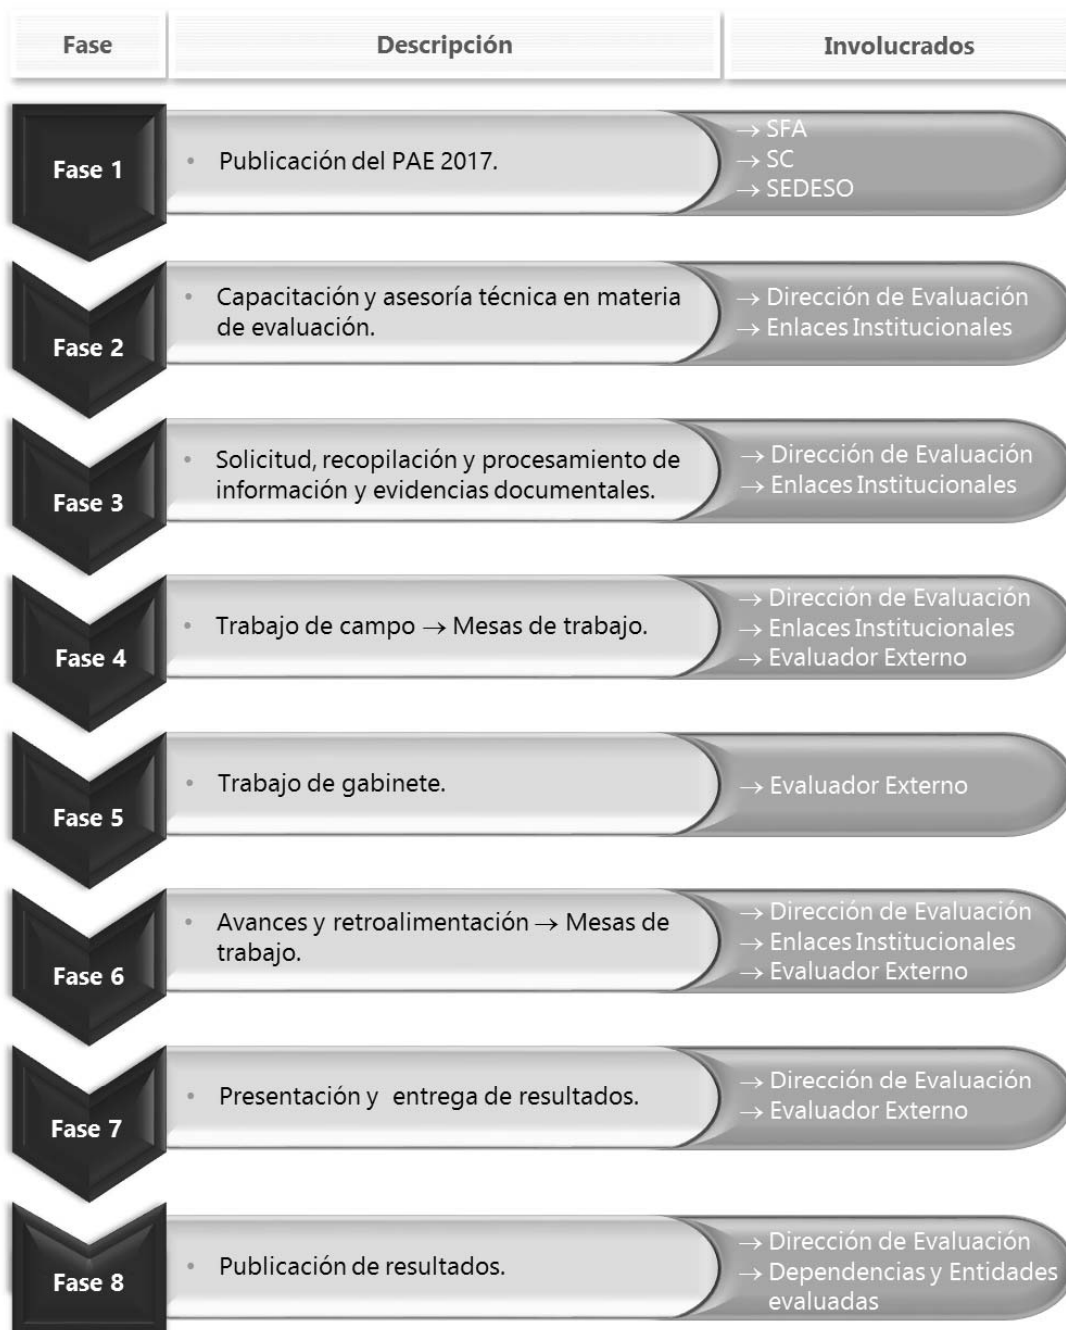 Fase
Descripción
Involucrados
Fase 1
• Publicación del PAE 2017.
→ SFA
→ SC
→ SEDESO
Fase 2
• Capacitación y asesoría técnica en materia
de evaluación.
→ Dirección de Evaluación
→ Enlaces Institucionales
Fase 3
• Solicitud, recopilación y procesamiento de
información y evidencias documentales.
→ Dirección de Evaluación
→ Enlaces Institucionales
Fase 4
• Trabajo de campo → Mesas de trabajo.
→ Dirección de Evaluación
→ Enlaces Institucionales
→ Evaluador Externo
Fase 5
• Trabajo de gabinete.
→ Evaluador Externo
Fase 6
• Avances y retroalimentación → Mesas de
trabajo.
→ Dirección de Evaluación
→ Enlaces Institucionales
→ Evaluador Externo
Fase 7
• Presentación y entrega de resultados.
→ Dirección de Evaluación
→ Evaluador Externo
Fase 8
• Publicación de resultados.
→ Dirección de Evaluación
→ Dependencias y Entidades
evaluadas